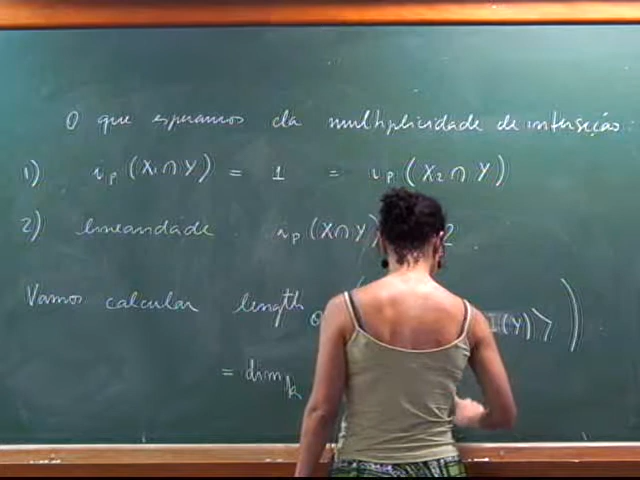 O que esperamos da multiplicidade de interseção:
1) i_p (X_1 ∩ Y) = 1 = i_p (X_2 ∩ Y)
2) linearidade i_p (X ∩ Y) 2
Vamos calcular length ( I(Y)> )
= dim_k